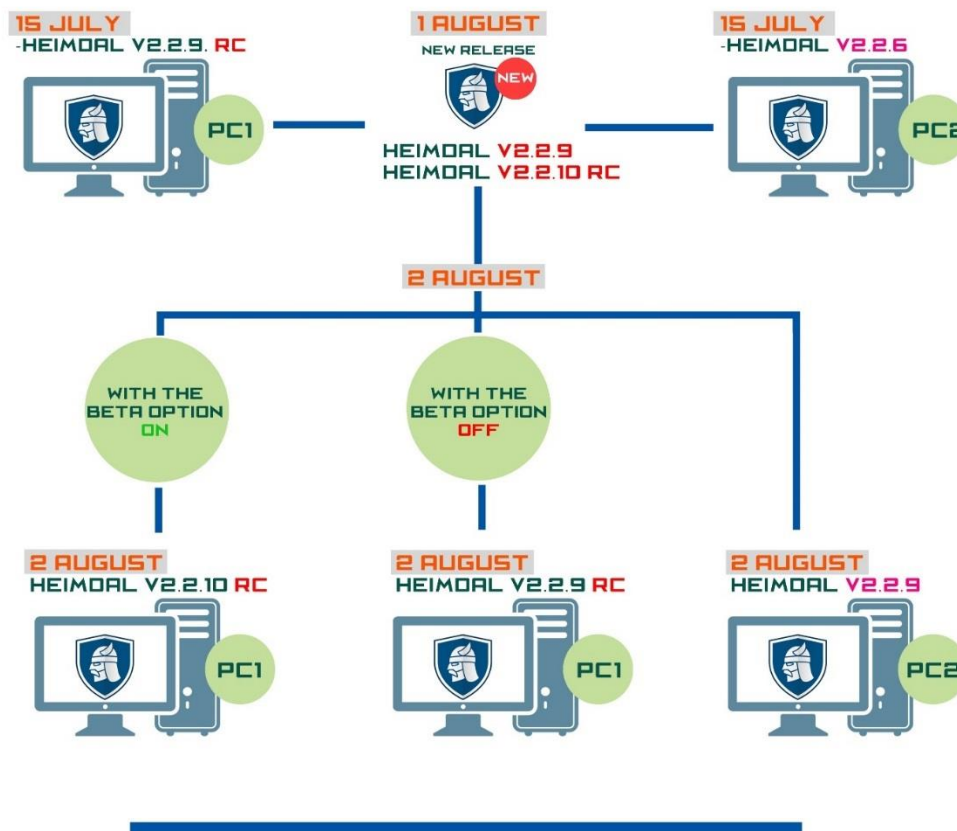 15 JULY
-HEIMDAL V2.2.9. RC
PC1
1 AUGUST
NEW RELEASE
NEW
HEIMDAL V2.2.9
HEIMDAL V2.2.10 RC
15 JULY
-HEIMDAL V2.2.6
PC2
2 AUGUST
WITH THE
BETA OPTION
ON
WITH THE
BETA OPTION
OFF
2 AUGUST
HEIMDAL V2.2.10 RC
PC1
2 AUGUST
HEIMDAL V2.2.9 RC
PC1
2 AUGUST
HEIMDAL V2.2.9
PC2